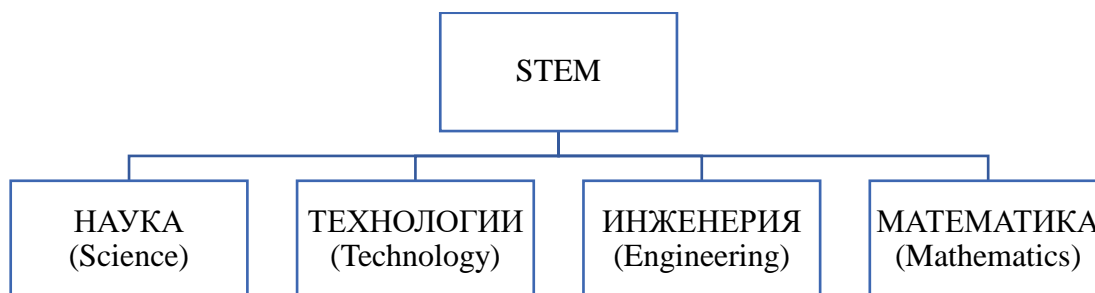 STEM
НАУКА
(Science)
ТЕХНОЛОГИИ
(Technology)
ИНЖЕНЕРИЯ
(Engineering)
МАТЕМАТИКА
(Mathematics)